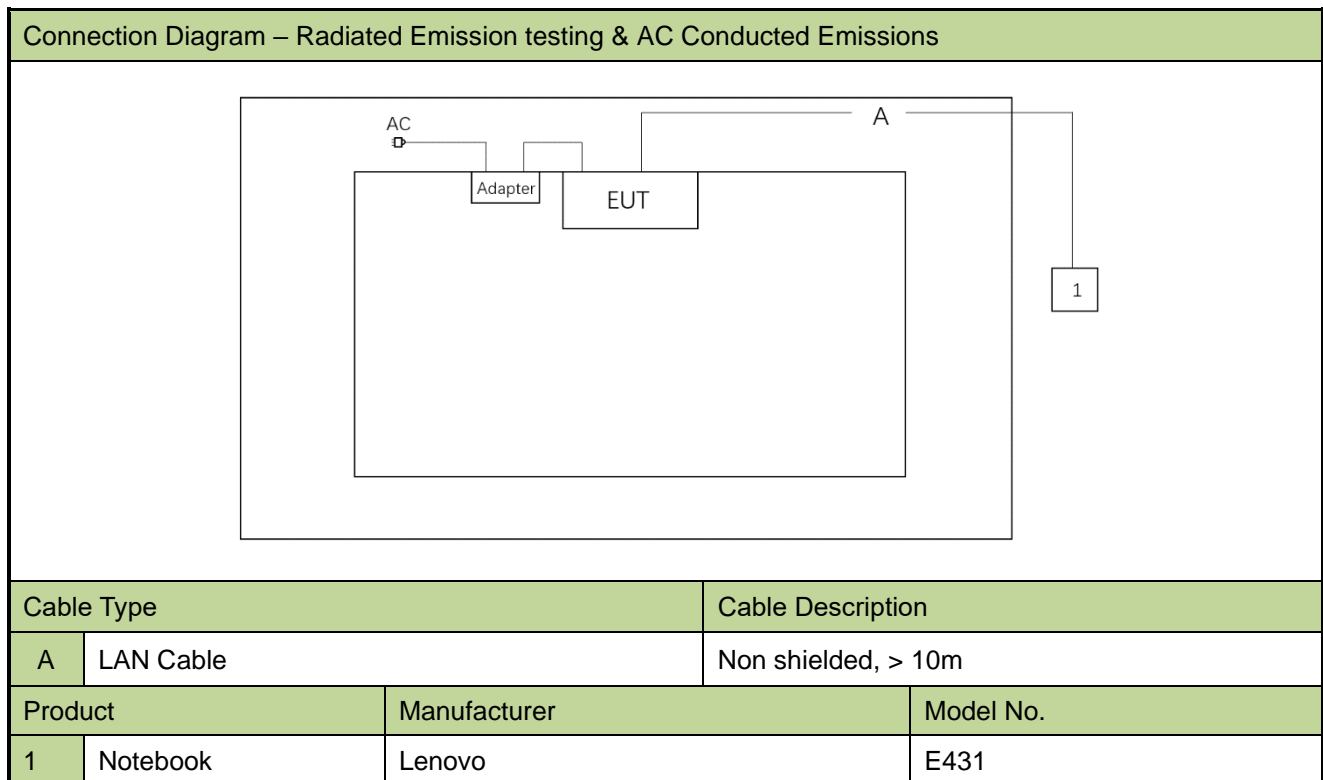 Connection Diagram – Radiated Emission testing & AC Conducted Emissions
AC
A
Adapter
EUT
1
Cable Type Cable Description
A LAN Cable Non shielded, > 10m
Product Manufacturer Model No.
1 Notebook Lenovo E431